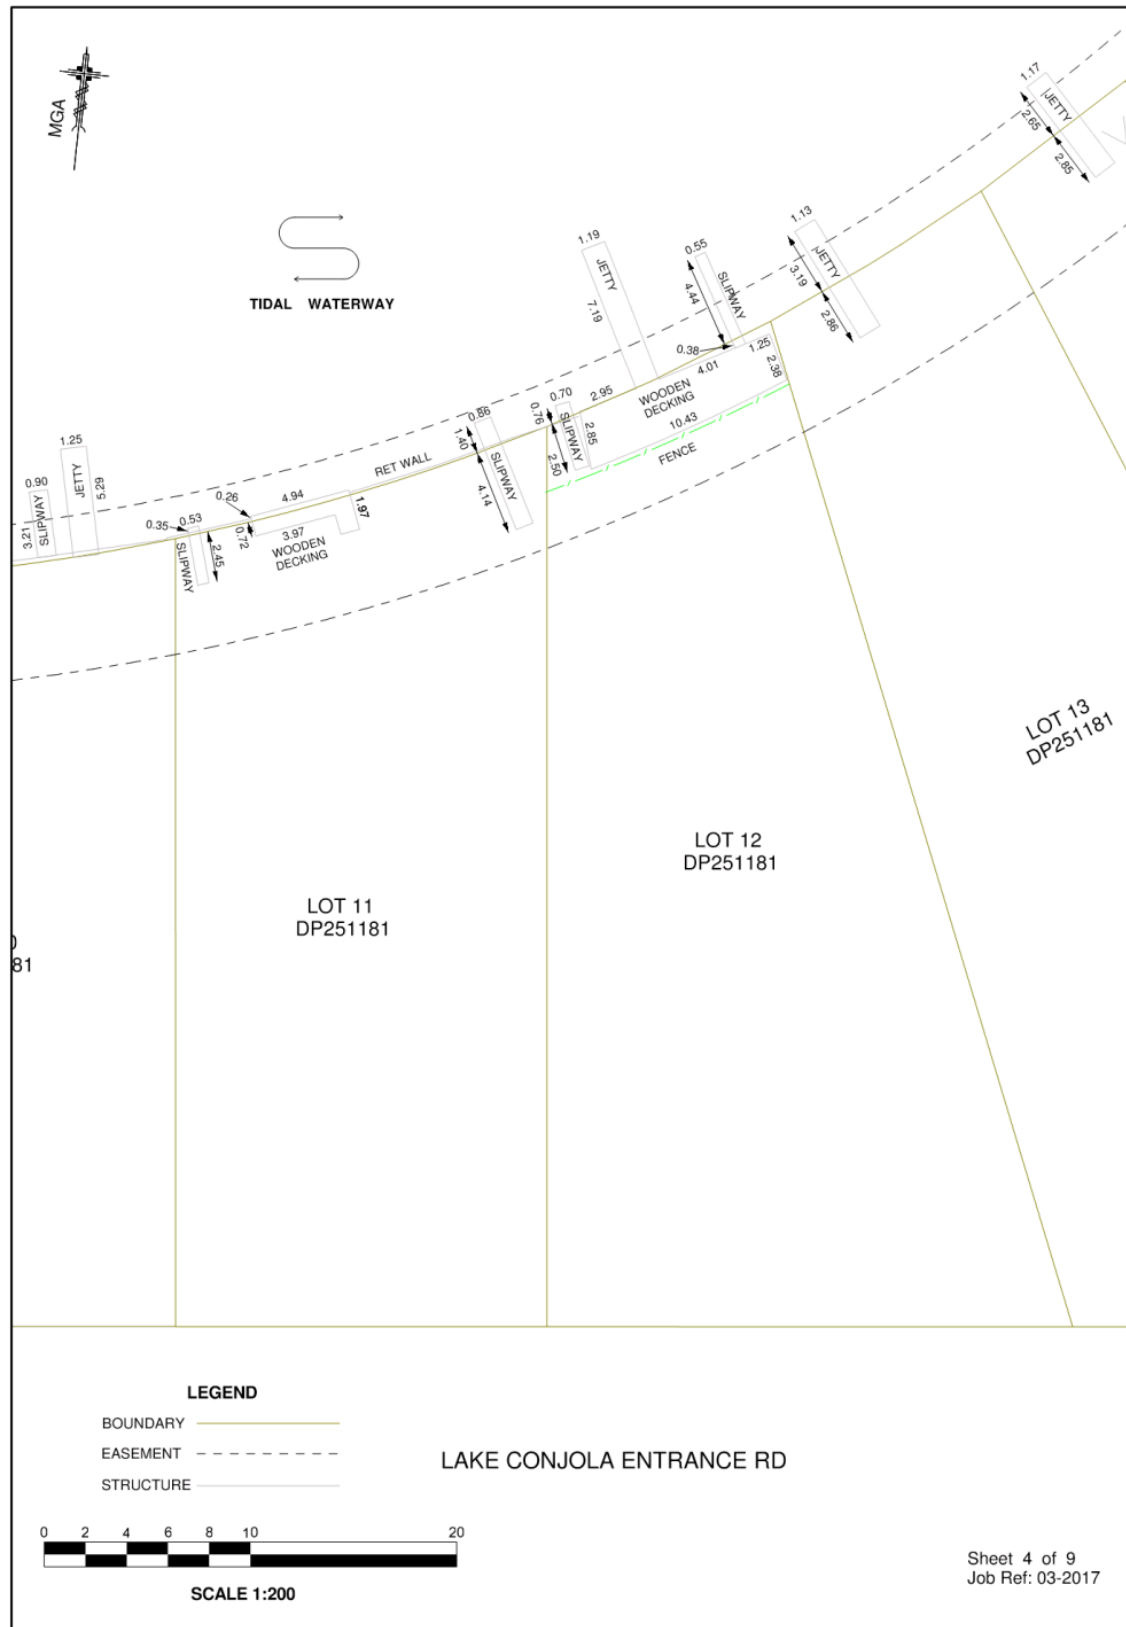 MGA
TIDAL WATERWAY
1.17
JETTY
2.65
2.85
1.13
JETTY
3.19
2.86
1.19
JETTY
7.19
0.55
SLIPWAY
4.44
0.38
1.25
2.38
4.01
WOODEN
DECKING
10.43
FENCE
2.95
0.70
0.76
SLIPWAY
2.85
2.50
0.86
1.40
SLIPWAY
4.14
RET WALL
4.94
1.97
0.26
0.72
3.97
WOODEN
DECKING
0.35
0.53
SLIPWAY
2.45
1.25
JETTY
5.29
0.90
SLIPWAY
3.21
LOT 13
DP251181
LOT 12
DP251181
LOT 11
DP251181
81
LEGEND
BOUNDARY
EASEMENT
STRUCTURE
LAKE CONJOLA ENTRANCE RD
0 2 4 6 8 10 20
SCALE 1:200
Sheet 4 of 9
Job Ref: 03-2017